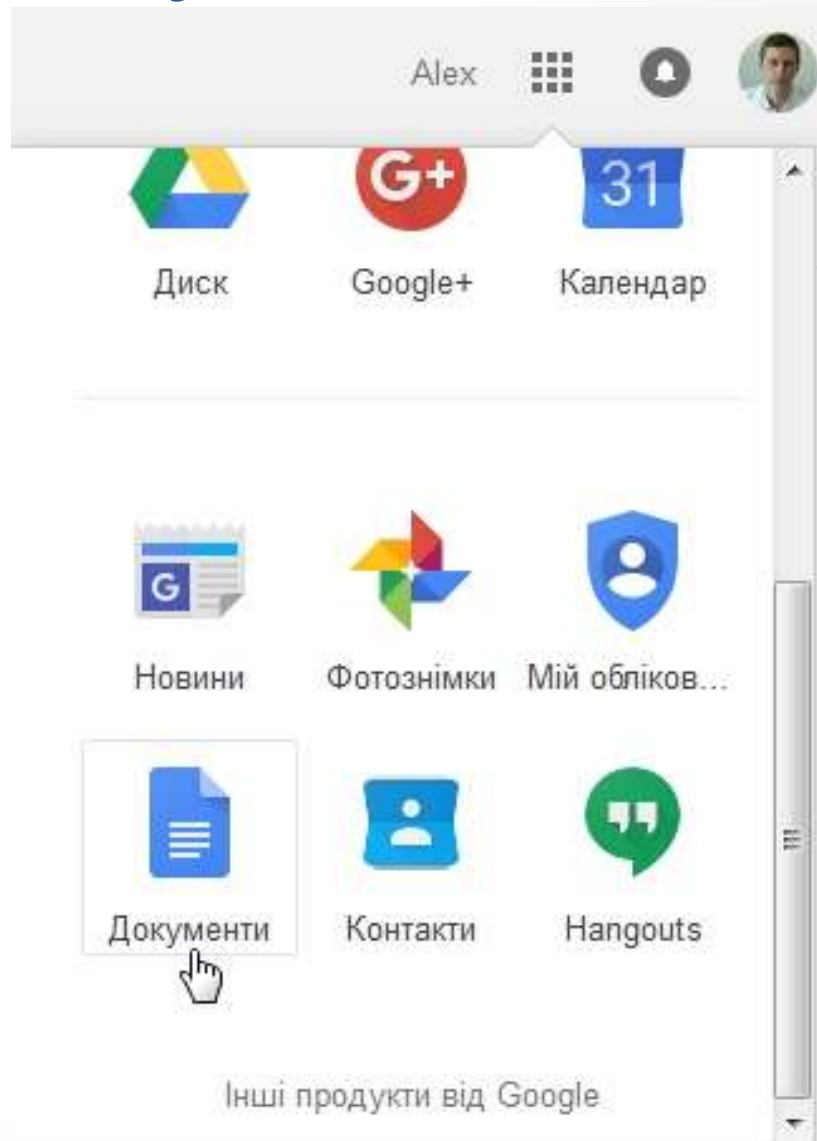 Alex
G+
31
Диск Google+ Календар
G
Новини Фотознімки Мій обліков...
Документи Контакти Hangouts
Інші продукти від Google